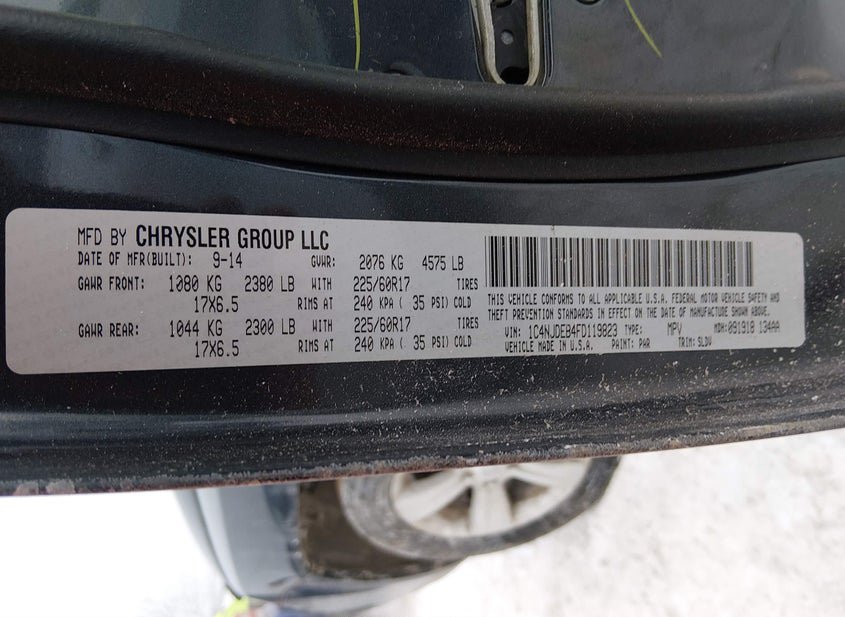 MFD BY CHRYSLER GROUP LLC
DATE OF MFR(BUILT): 9-14 GVWR: 2076 KG 4575 LB
GAWR FRONT: 1080 KG 2380 LB WITH 225/60R17 TIRES
17X6.5 RIMS AT 240 KPA ( 35 PSI) COLD
GAWR REAR: 1044 KG 2300 LB WITH 225/60R17 TIRES
17X6.5 RIMS AT 240 KPA ( 35 PSI) COLD
THIS VEHICLE CONFORMS TO ALL APPLICABLE U.S.A. FEDERAL MOTOR VEHICLE SAFETY AND
THEFT PREVENTION STANDARDS IN EFFECT ON THE DATE OF MANUFACTURE SHOWN ABOVE.
VIN: 1C4NJDEB4FD119823 TYPE: MPV MDH: 091918 134AA
VEHICLE MADE IN U.S.A. PAINT: PAR TRIM: SLDV